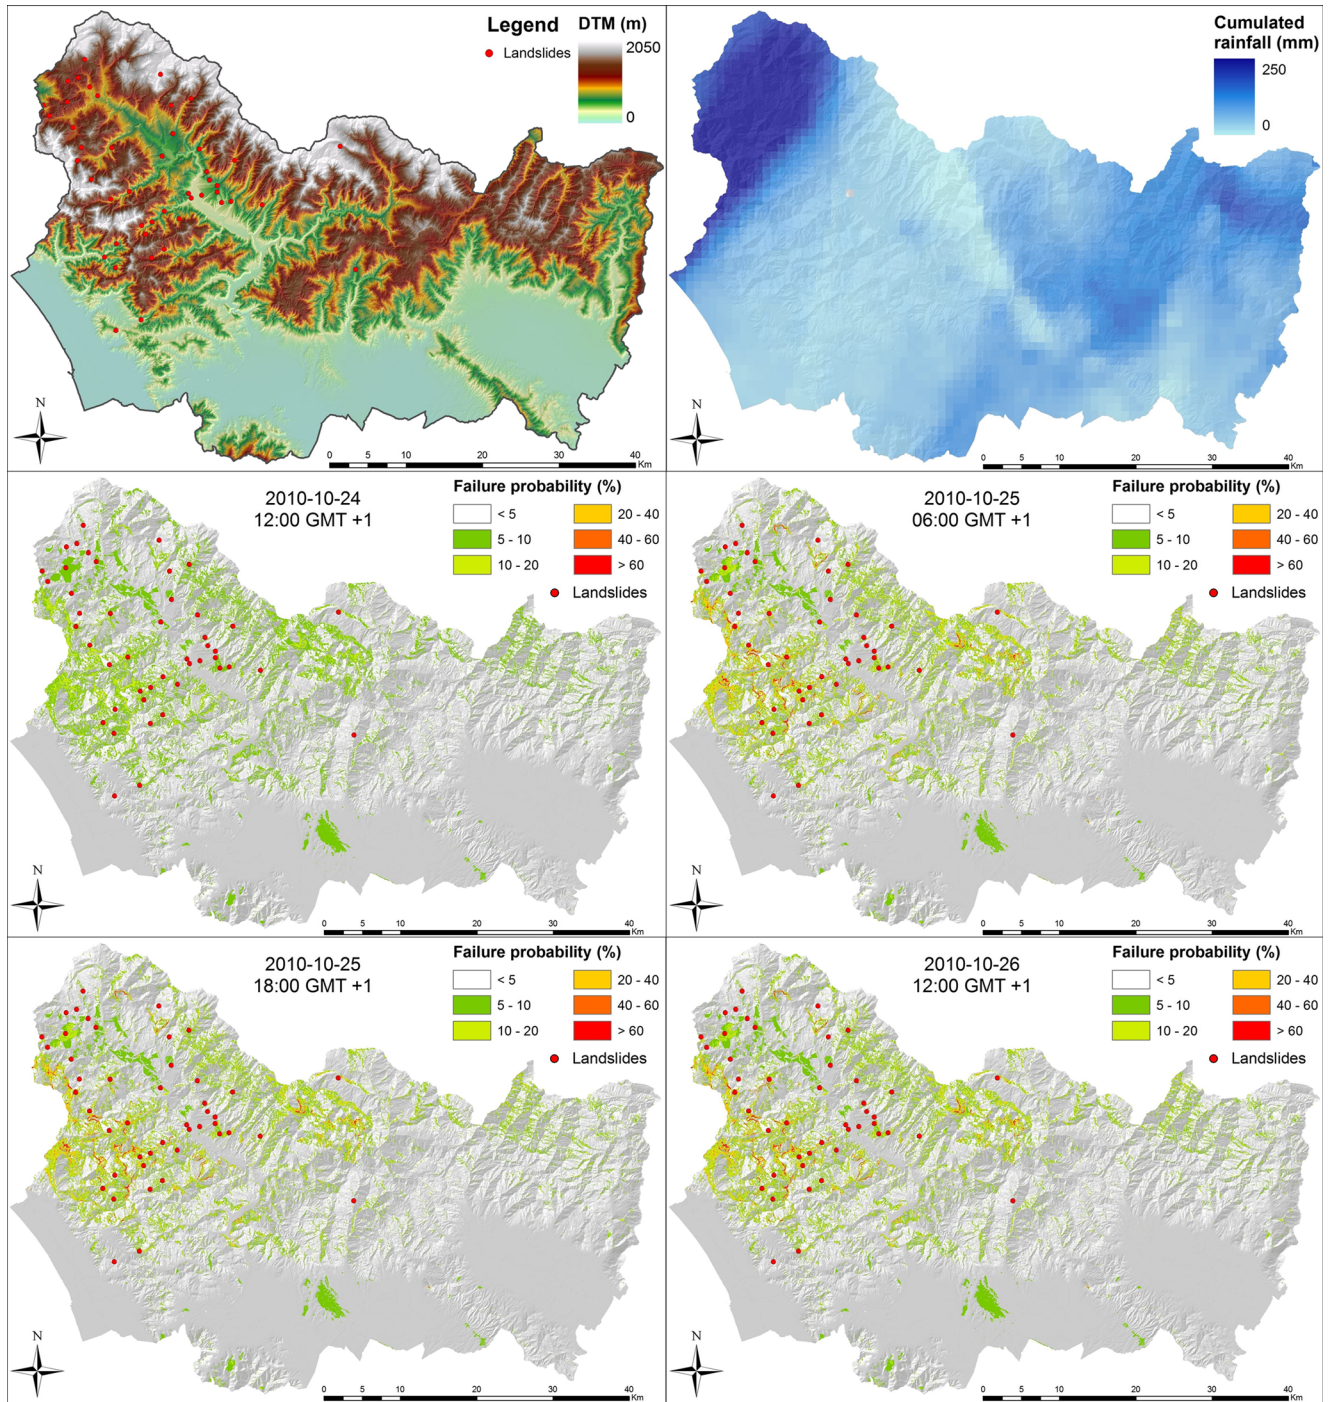 Legend
Landslides
DTM (m)
2050
0
N
0 5 10 20 30 40
Km
Cumulated
rainfall (mm)
250
0
N
0 5 10 20 30 40
Km
2010-10-24
12:00 GMT +1
Failure probability (%)
< 5
20 - 40
5 - 10
40 - 60
10 - 20
> 60
Landslides
N
0 5 10 20 30 40
Km
2010-10-25
06:00 GMT +1
Failure probability (%)
< 5
20 - 40
5 - 10
40 - 60
10 - 20
> 60
Landslides
N
0 5 10 20 30 40
Km
2010-10-25
18:00 GMT +1
Failure probability (%)
< 5
20 - 40
5 - 10
40 - 60
10 - 20
> 60
Landslides
N
0 5 10 20 30 40
Km
2010-10-26
12:00 GMT +1
Failure probability (%)
< 5
20 - 40
5 - 10
40 - 60
10 - 20
> 60
Landslides
N
0 5 10 20 30 40
Km